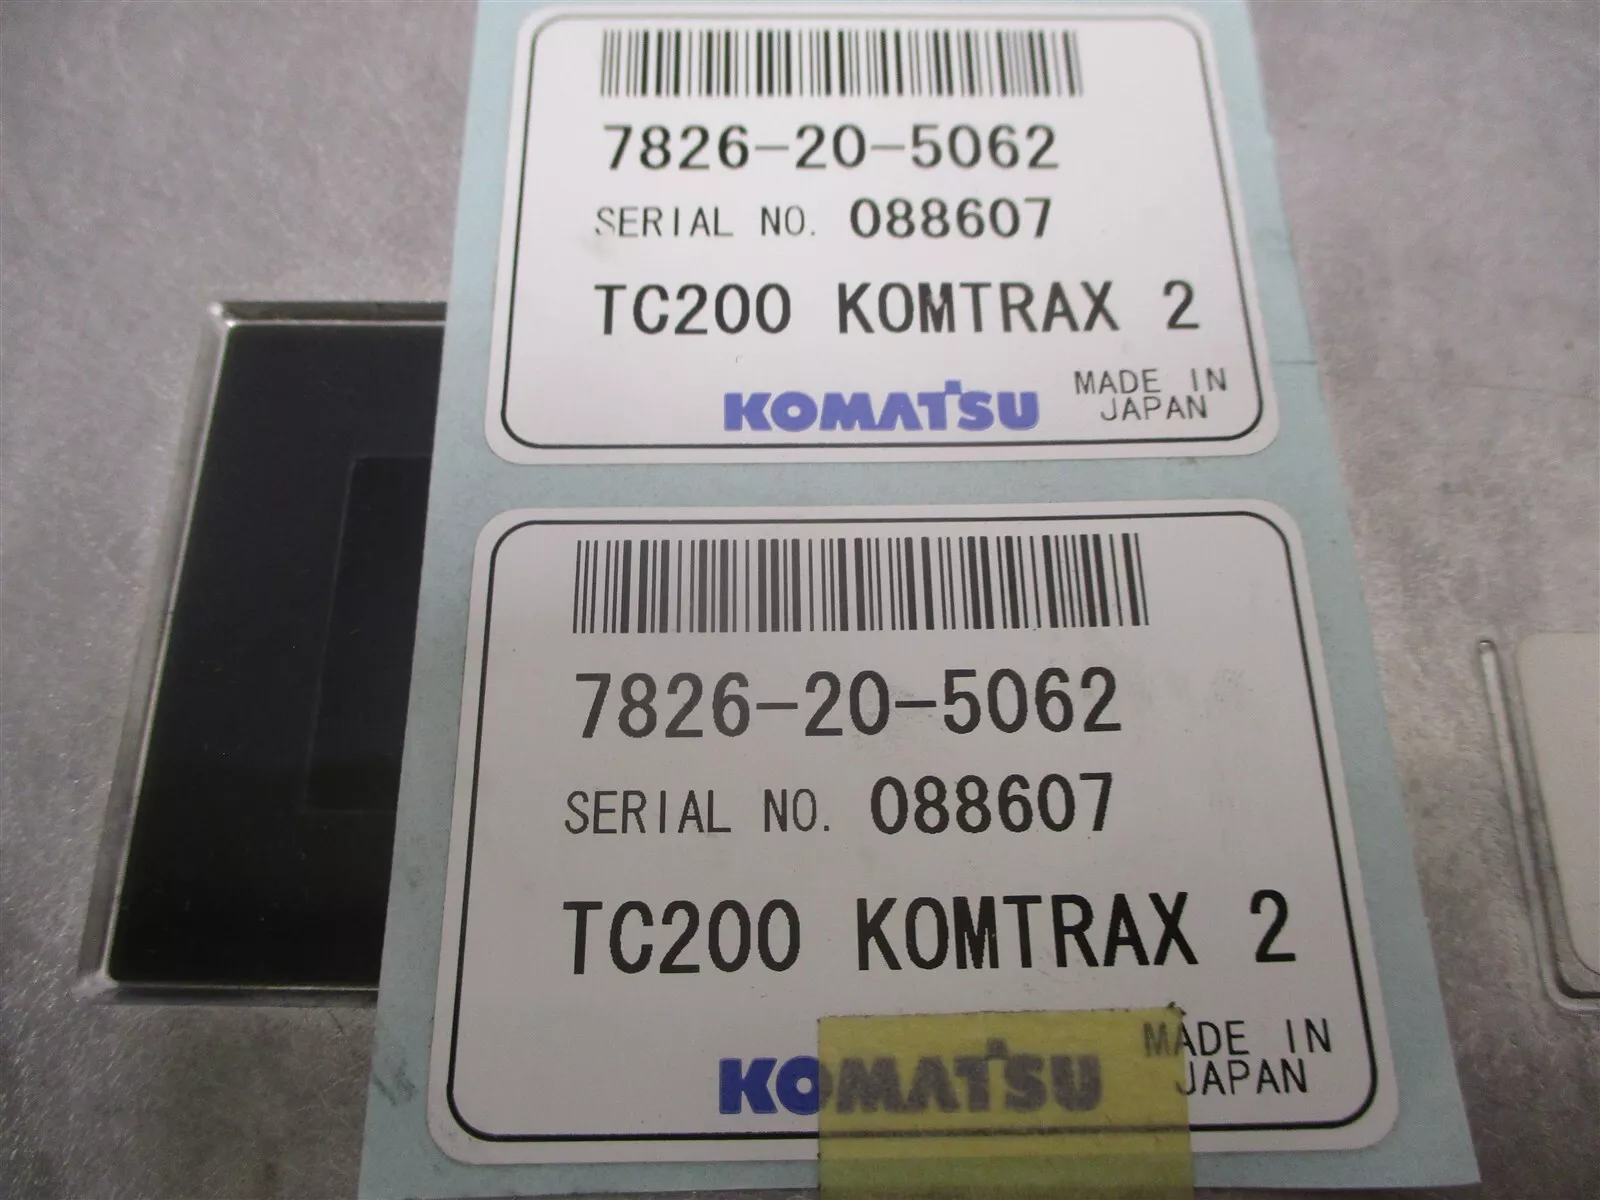 7826-20-5062
SERIAL NO. 088607
TC200 KOMTRAX 2
KOMATSU
MADE IN
JAPAN
7826-20-5062
SERIAL NO. 088607
TC200 KOMTRAX 2
KOMATSU
MADE IN
JAPAN